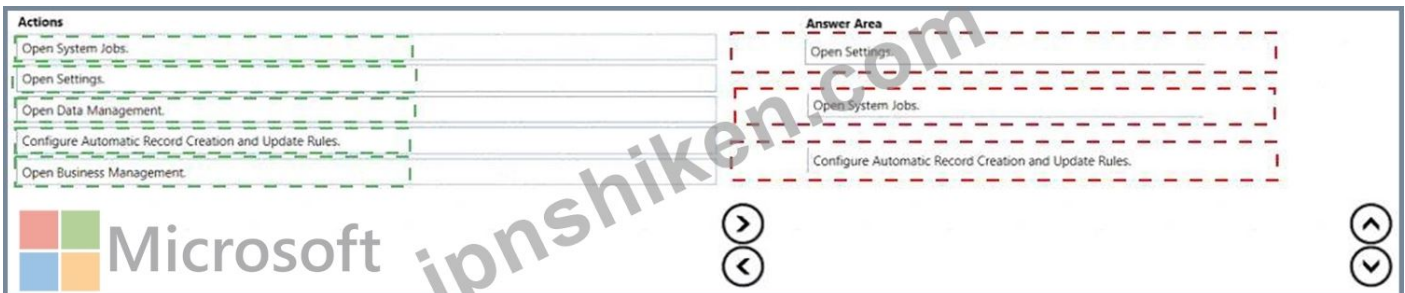 Actions
Open System Jobs.
Open Settings.
Open Data Management.
Configure Automatic Record Creation and Update Rules.
Open Business Management.
Answer Area
Open Settings.
Open System Jobs.
Configure Automatic Record Creation and Update Rules.
Microsoft
jpnshiken.com